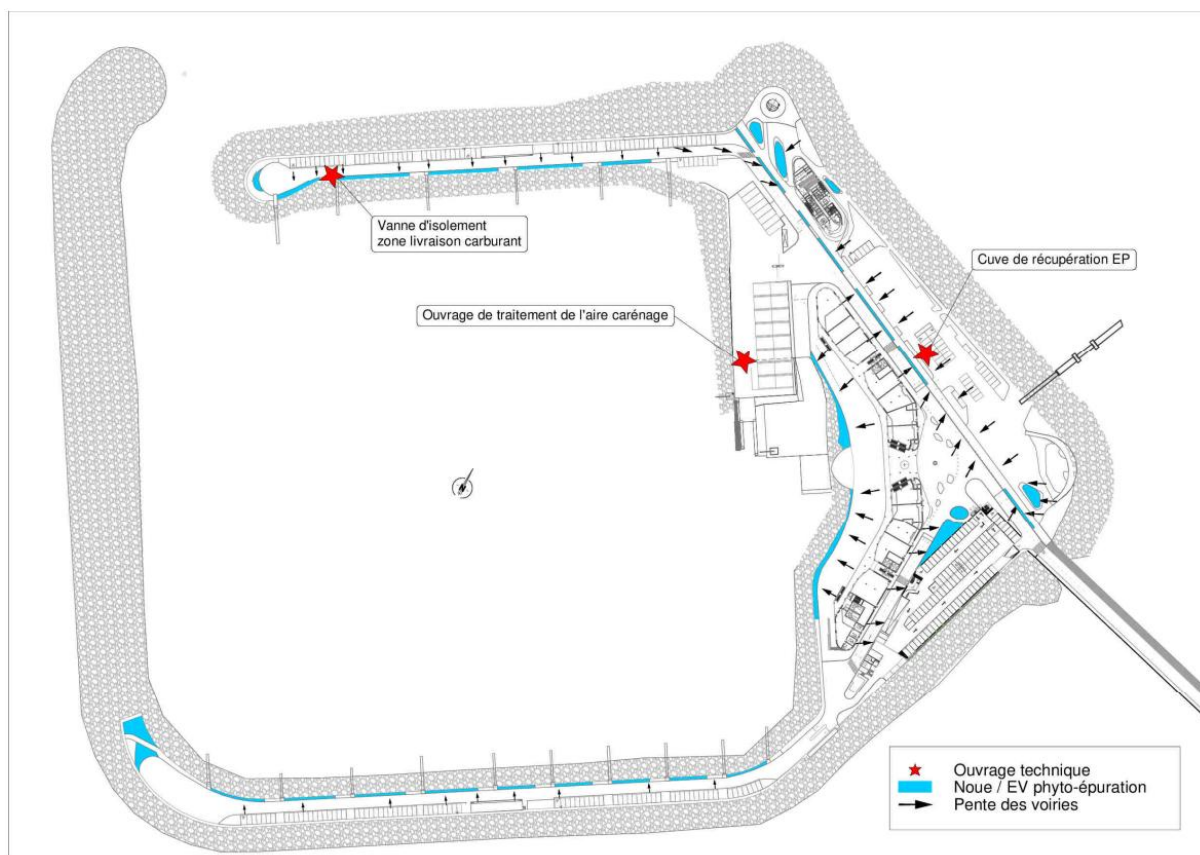 Vanne d'isolement
zone livraison carburant
Cuve de récupération EP
Ouvrage de traitement de l'aire carénage
N
Ouvrage technique
Noue / EV phyto-épuration
Pente des voiries